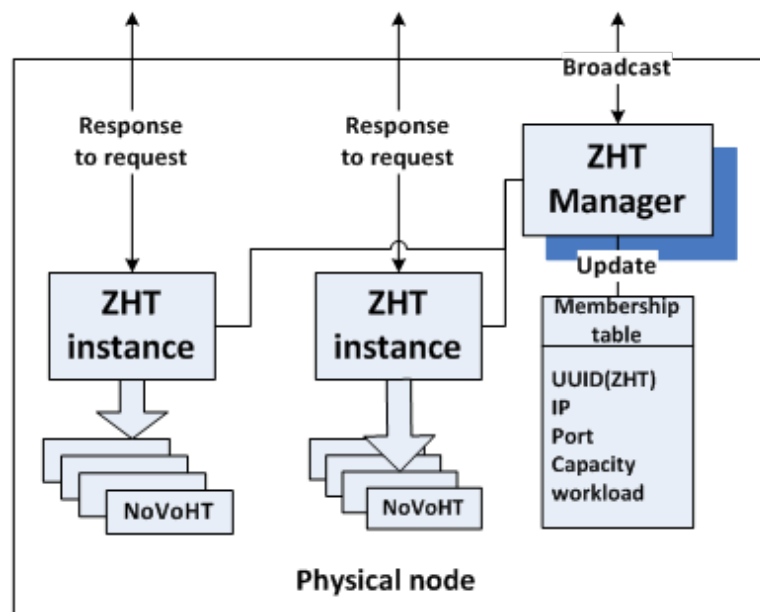 Broadcast
Response
to request
Response
to request
ZHT
Manager
Update
ZHT
instance
ZHT
instance
Membership
table
UUID(ZHT)
IP
Port
Capacity
workload
NoVoHT
NoVoHT
Physical node